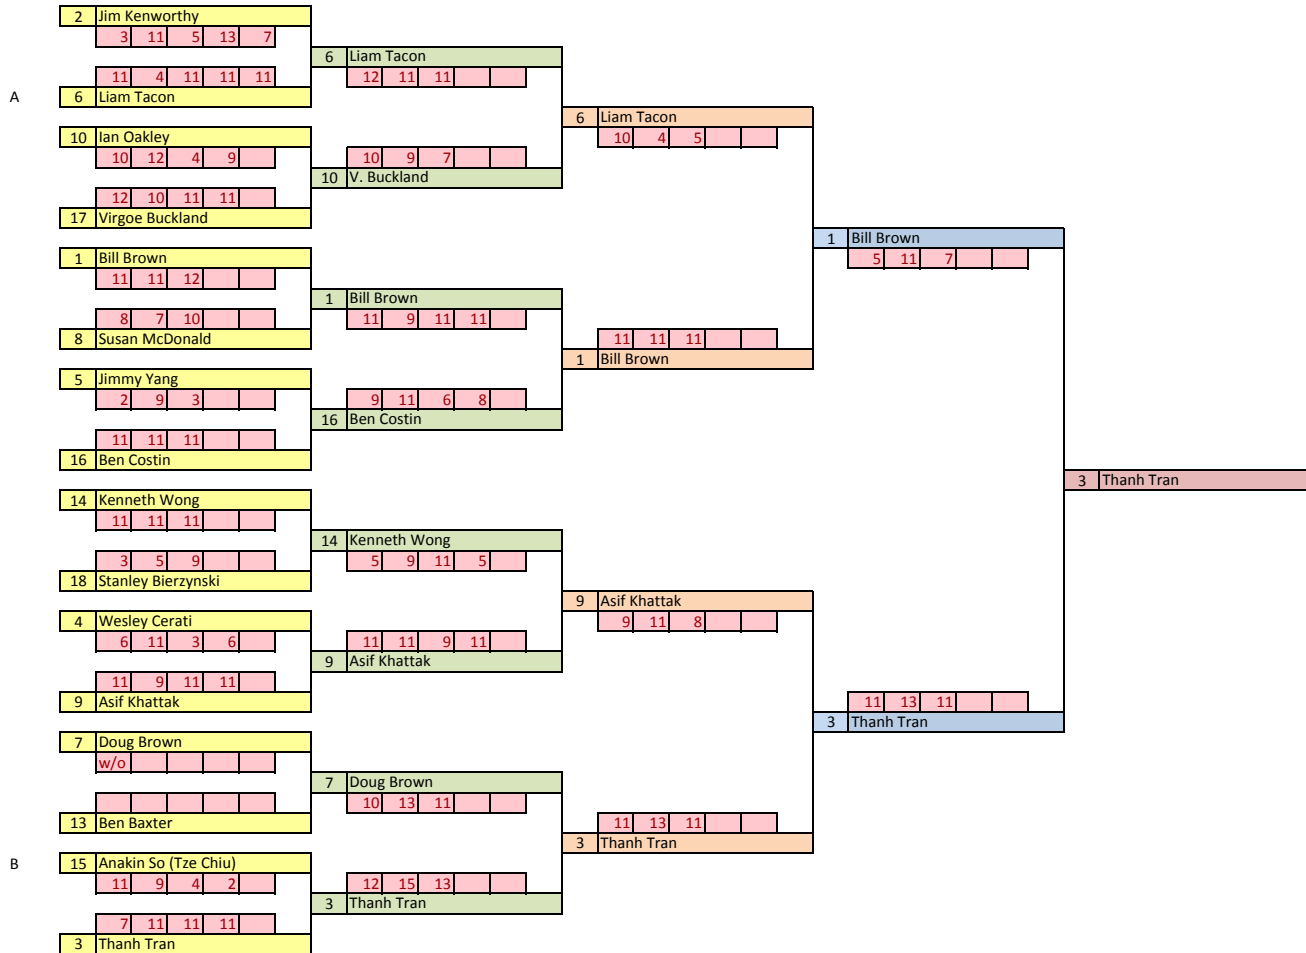 2 Jim Kenworthy
3 11 5 13 7
6 Liam Tacon
12 11 11
11 4 11 11 11
A
6 Liam Tacon
6 Liam Tacon
10 4 5
10 Ian Oakley
10 12 4 9
10 9 7
10 V. Buckland
12 10 11 11
17 Virgoe Buckland
1 Bill Brown
5 11 7
1 Bill Brown
11 11 12
1 Bill Brown
11 9 11 11
8 7 10
8 Susan McDonald
11 11 11
1 Bill Brown
5 Jimmy Yang
2 9 3
9 11 6 8
16 Ben Costin
11 11 11
16 Ben Costin
3 Thanh Tran
14 Kenneth Wong
11 11 11
14 Kenneth Wong
5 9 11 5
3 5 9
18 Stanley Bierzynski
9 Asif Khattak
9 11 8
4 Wesley Cerati
6 11 3 6
11 11 9 11
9 Asif Khattak
11 9 11 11
9 Asif Khattak
11 13 11
3 Thanh Tran
7 Doug Brown
w/o
7 Doug Brown
10 13 11
13 Ben Baxter
11 13 11
3 Thanh Tran
B
15 Anakin So (Tze Chiu)
11 9 4 2
12 15 13
3 Thanh Tran
7 11 11 11
3 Thanh Tran